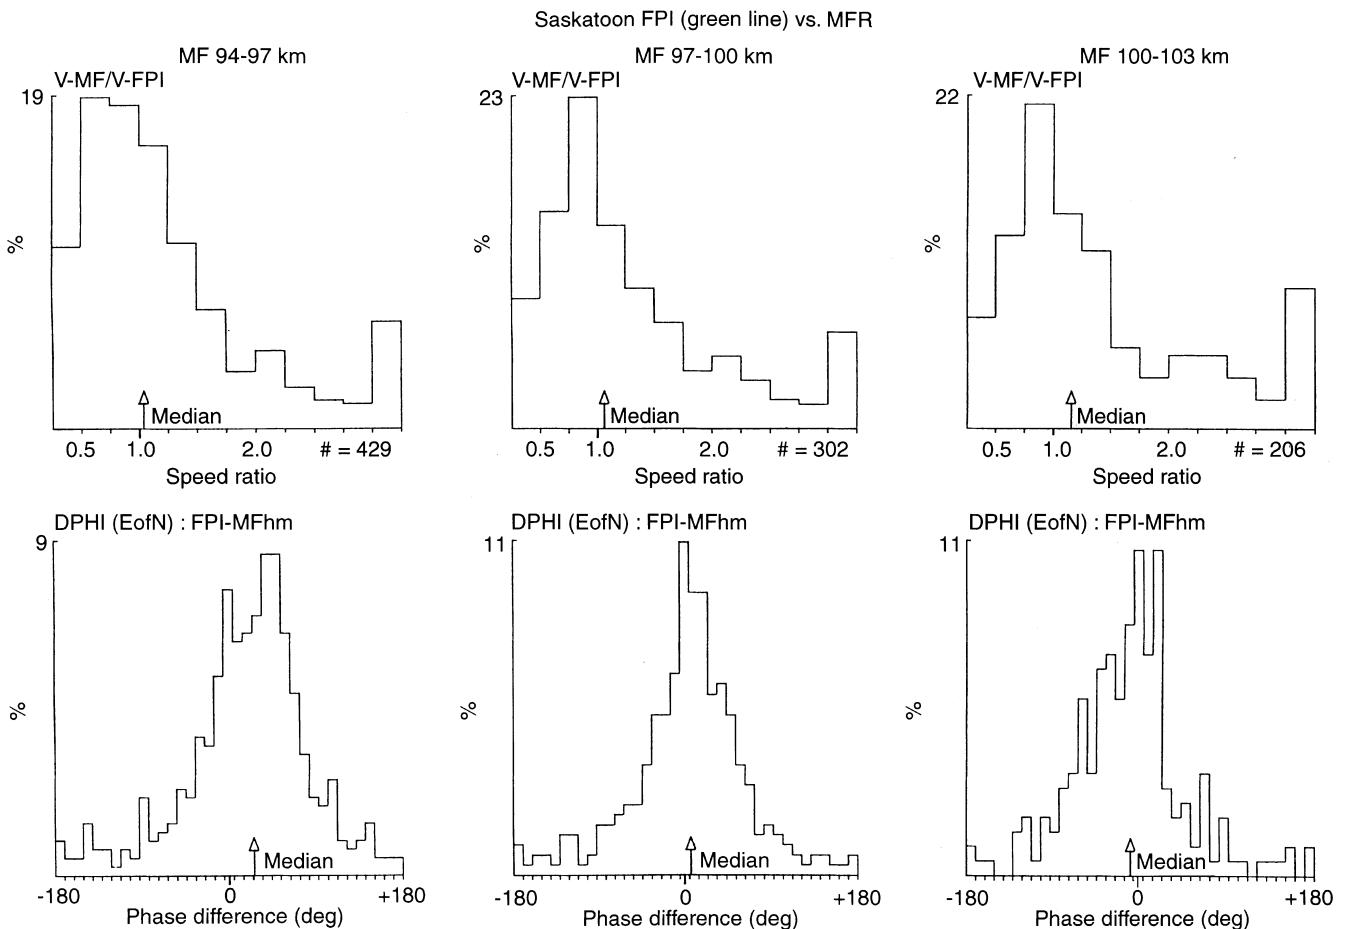 Saskatoon FPI (green line) vs. MFR
MF 94-97 km
MF 97-100 km
MF 100-103 km
V-MF/V-FPI
V-MF/V-FPI
V-MF/V-FPI
19
23
22
%
%
%
Median
Median
Median
0.5 1.0 2.0 # = 429
0.5 1.0 2.0 # = 302
0.5 1.0 2.0 # = 206
Speed ratio
Speed ratio
Speed ratio
DPHI (EofN) : FPI-MFhm
DPHI (EofN) : FPI-MFhm
DPHI (EofN) : FPI-MFhm
9
11
11
%
%
%
Median
Median
Median
-180 0 +180
-180 0 +180
-180 0 +180
Phase difference (deg)
Phase difference (deg)
Phase difference (deg)